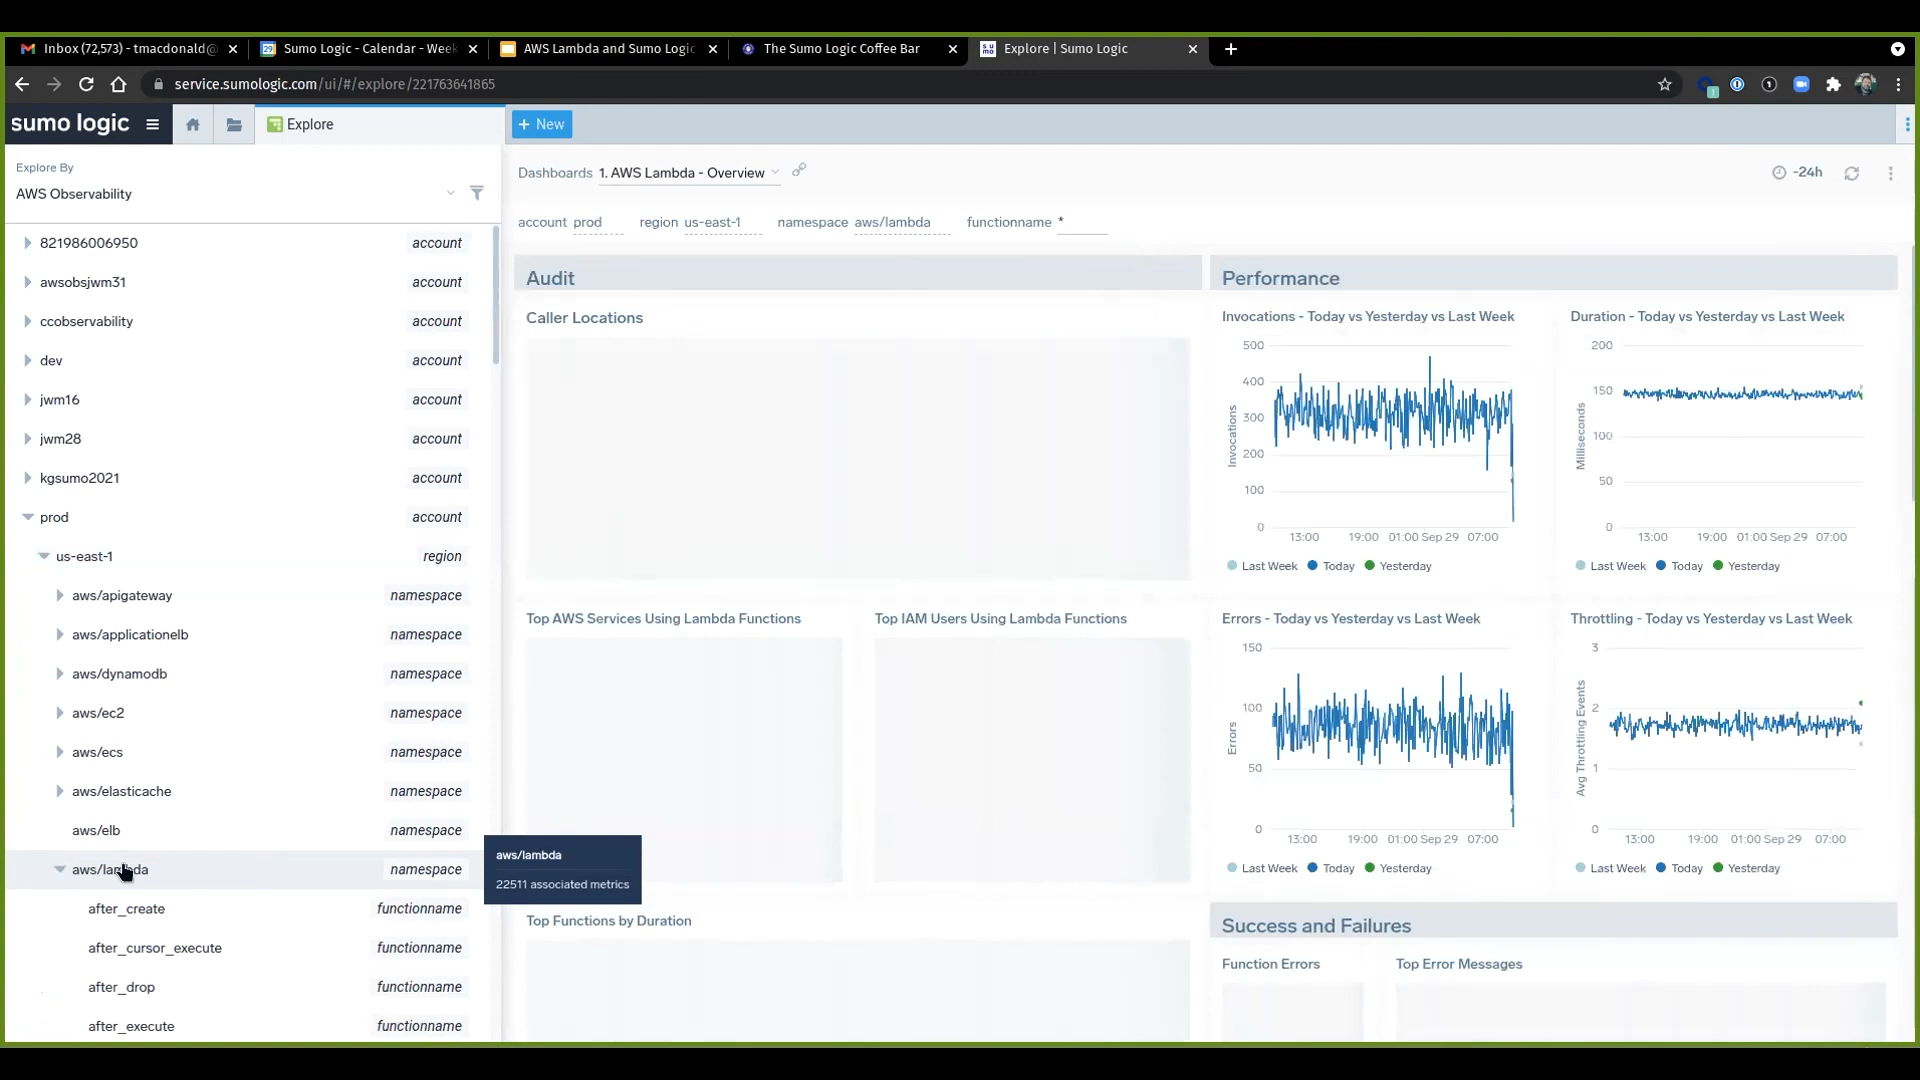 Inbox (72,573) - tmacdonald@
Sumo Logic - Calendar - Week
AWS Lambda and Sumo Logic
The Sumo Logic Coffee Bar
Explore | Sumo Logic
service.sumologic.com/ui/#/explore/221763641865
sumo logic
Explore
+ New
Explore By
AWS Observability
821986006950 account
awsobsjwm31 account
ccobservability account
dev account
jwm16 account
jwm28 account
kgsumo2021 account
prod account
us-east-1 region
aws/apigateway namespace
aws/applicationelb namespace
aws/dynamodb namespace
aws/ec2 namespace
aws/ecs namespace
aws/elasticache namespace
aws/elb namespace
aws/lambda namespace
after_create functionname
after_cursor_execute functionname
after_drop functionname
after_execute functionname
aws/lambda
22511 associated metrics
Dashboards 1. AWS Lambda - Overview
-24h
account prod region us-east-1 namespace aws/lambda functionname *
Audit
Caller Locations
Top AWS Services Using Lambda Functions
Top IAM Users Using Lambda Functions
Top Functions by Duration
Performance
Invocations - Today vs Yesterday vs Last Week
500
400
300
200
100
0
Invocations
13:00 19:00 01:00 Sep 29 07:00
Last Week Today Yesterday
Duration - Today vs Yesterday vs Last Week
200
150
100
50
0
Milliseconds
13:00 19:00 01:00 Sep 29 07:00
Last Week Today Yesterday
Errors - Today vs Yesterday vs Last Week
150
100
50
0
Errors
13:00 19:00 01:00 Sep 29 07:00
Last Week Today Yesterday
Throttling - Today vs Yesterday vs Last Week
3
2
1
0
Avg Throttling Events
13:00 19:00 01:00 Sep 29 07:00
Last Week Today Yesterday
Success and Failures
Function Errors
Top Error Messages